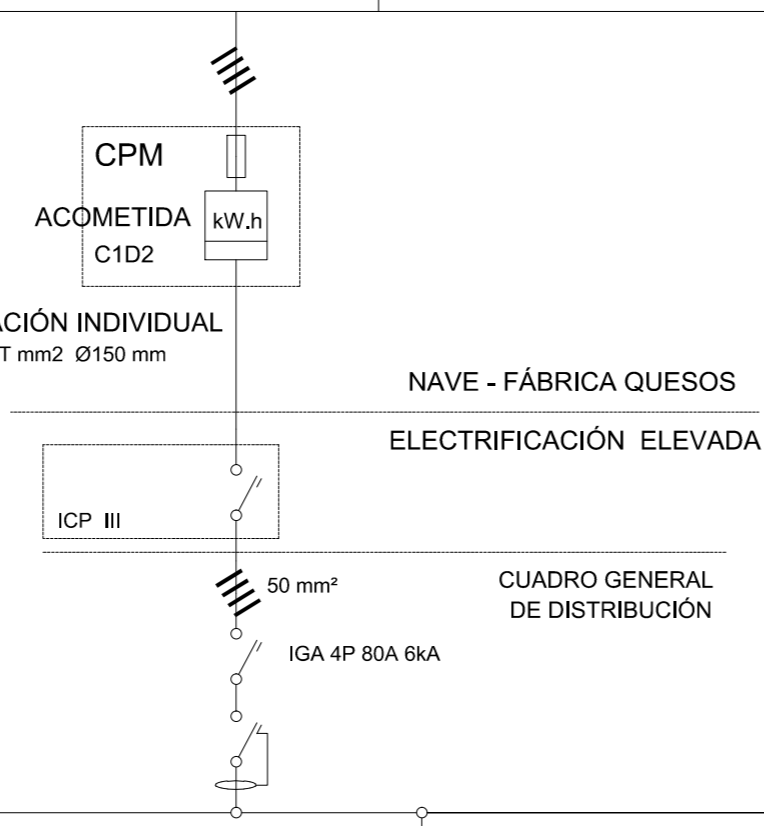 CPM
ACOMETIDA
kW.h
C1D2
ACIÓN INDIVIDUAL
T mm2 Ø150 mm
NAVE - FÁBRICA QUESOS
ELECTRIFICACIÓN ELEVADA
ICP III
50 mm²
CUADRO GENERAL
DE DISTRIBUCIÓN
IGA 4P 80A 6kA